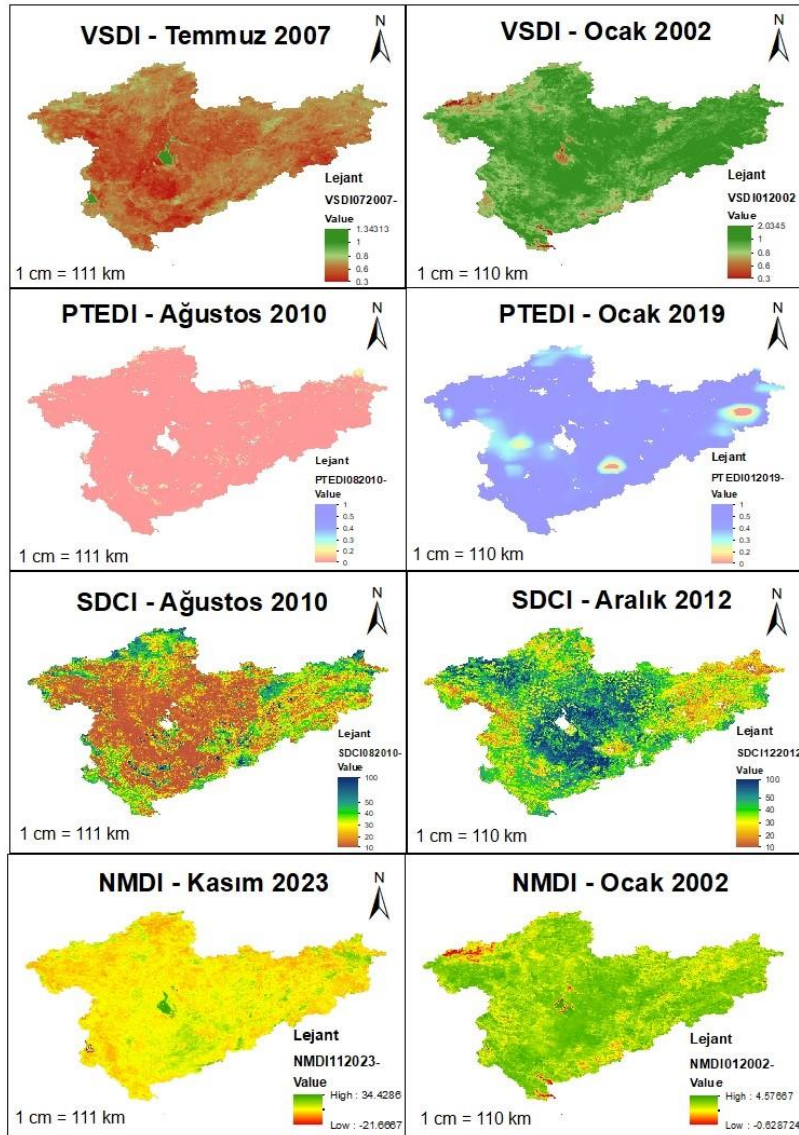 VSDI - Temmuz 2007
N
Lejant
VSDI072007-
Value
1.34313
1
0.8
0.6
0.3
1 cm = 111 km
VSDI - Ocak 2002
N
Lejant
VSDI012002
Value
2.0345
1
0.8
0.6
0.3
1 cm = 110 km
PTEDI - Ağustos 2010
N
Lejant
PTEDI082010-
Value
1
0.5
0.4
0.3
0.2
0
1 cm = 111 km
PTEDI - Ocak 2019
N
Lejant
PTEDI012019-
Value
1
0.5
0.4
0.3
0.2
0
1 cm = 110 km
SDCI - Ağustos 2010
N
Lejant
SDCI082010-
Value
100
50
40
30
20
10
1 cm = 111 km
SDCI - Aralık 2012
N
Lejant
SDCI122012
Value
100
50
40
30
20
10
1 cm = 110 km
NMDI - Kasım 2023
N
Lejant
NMDI112023-
Value
High : 34.4286
Low : -21.6667
1 cm = 111 km
NMDI - Ocak 2002
N
Lejant
NMDI012002-
Value
High : 4.57667
Low : -0.628724
1 cm = 110 km